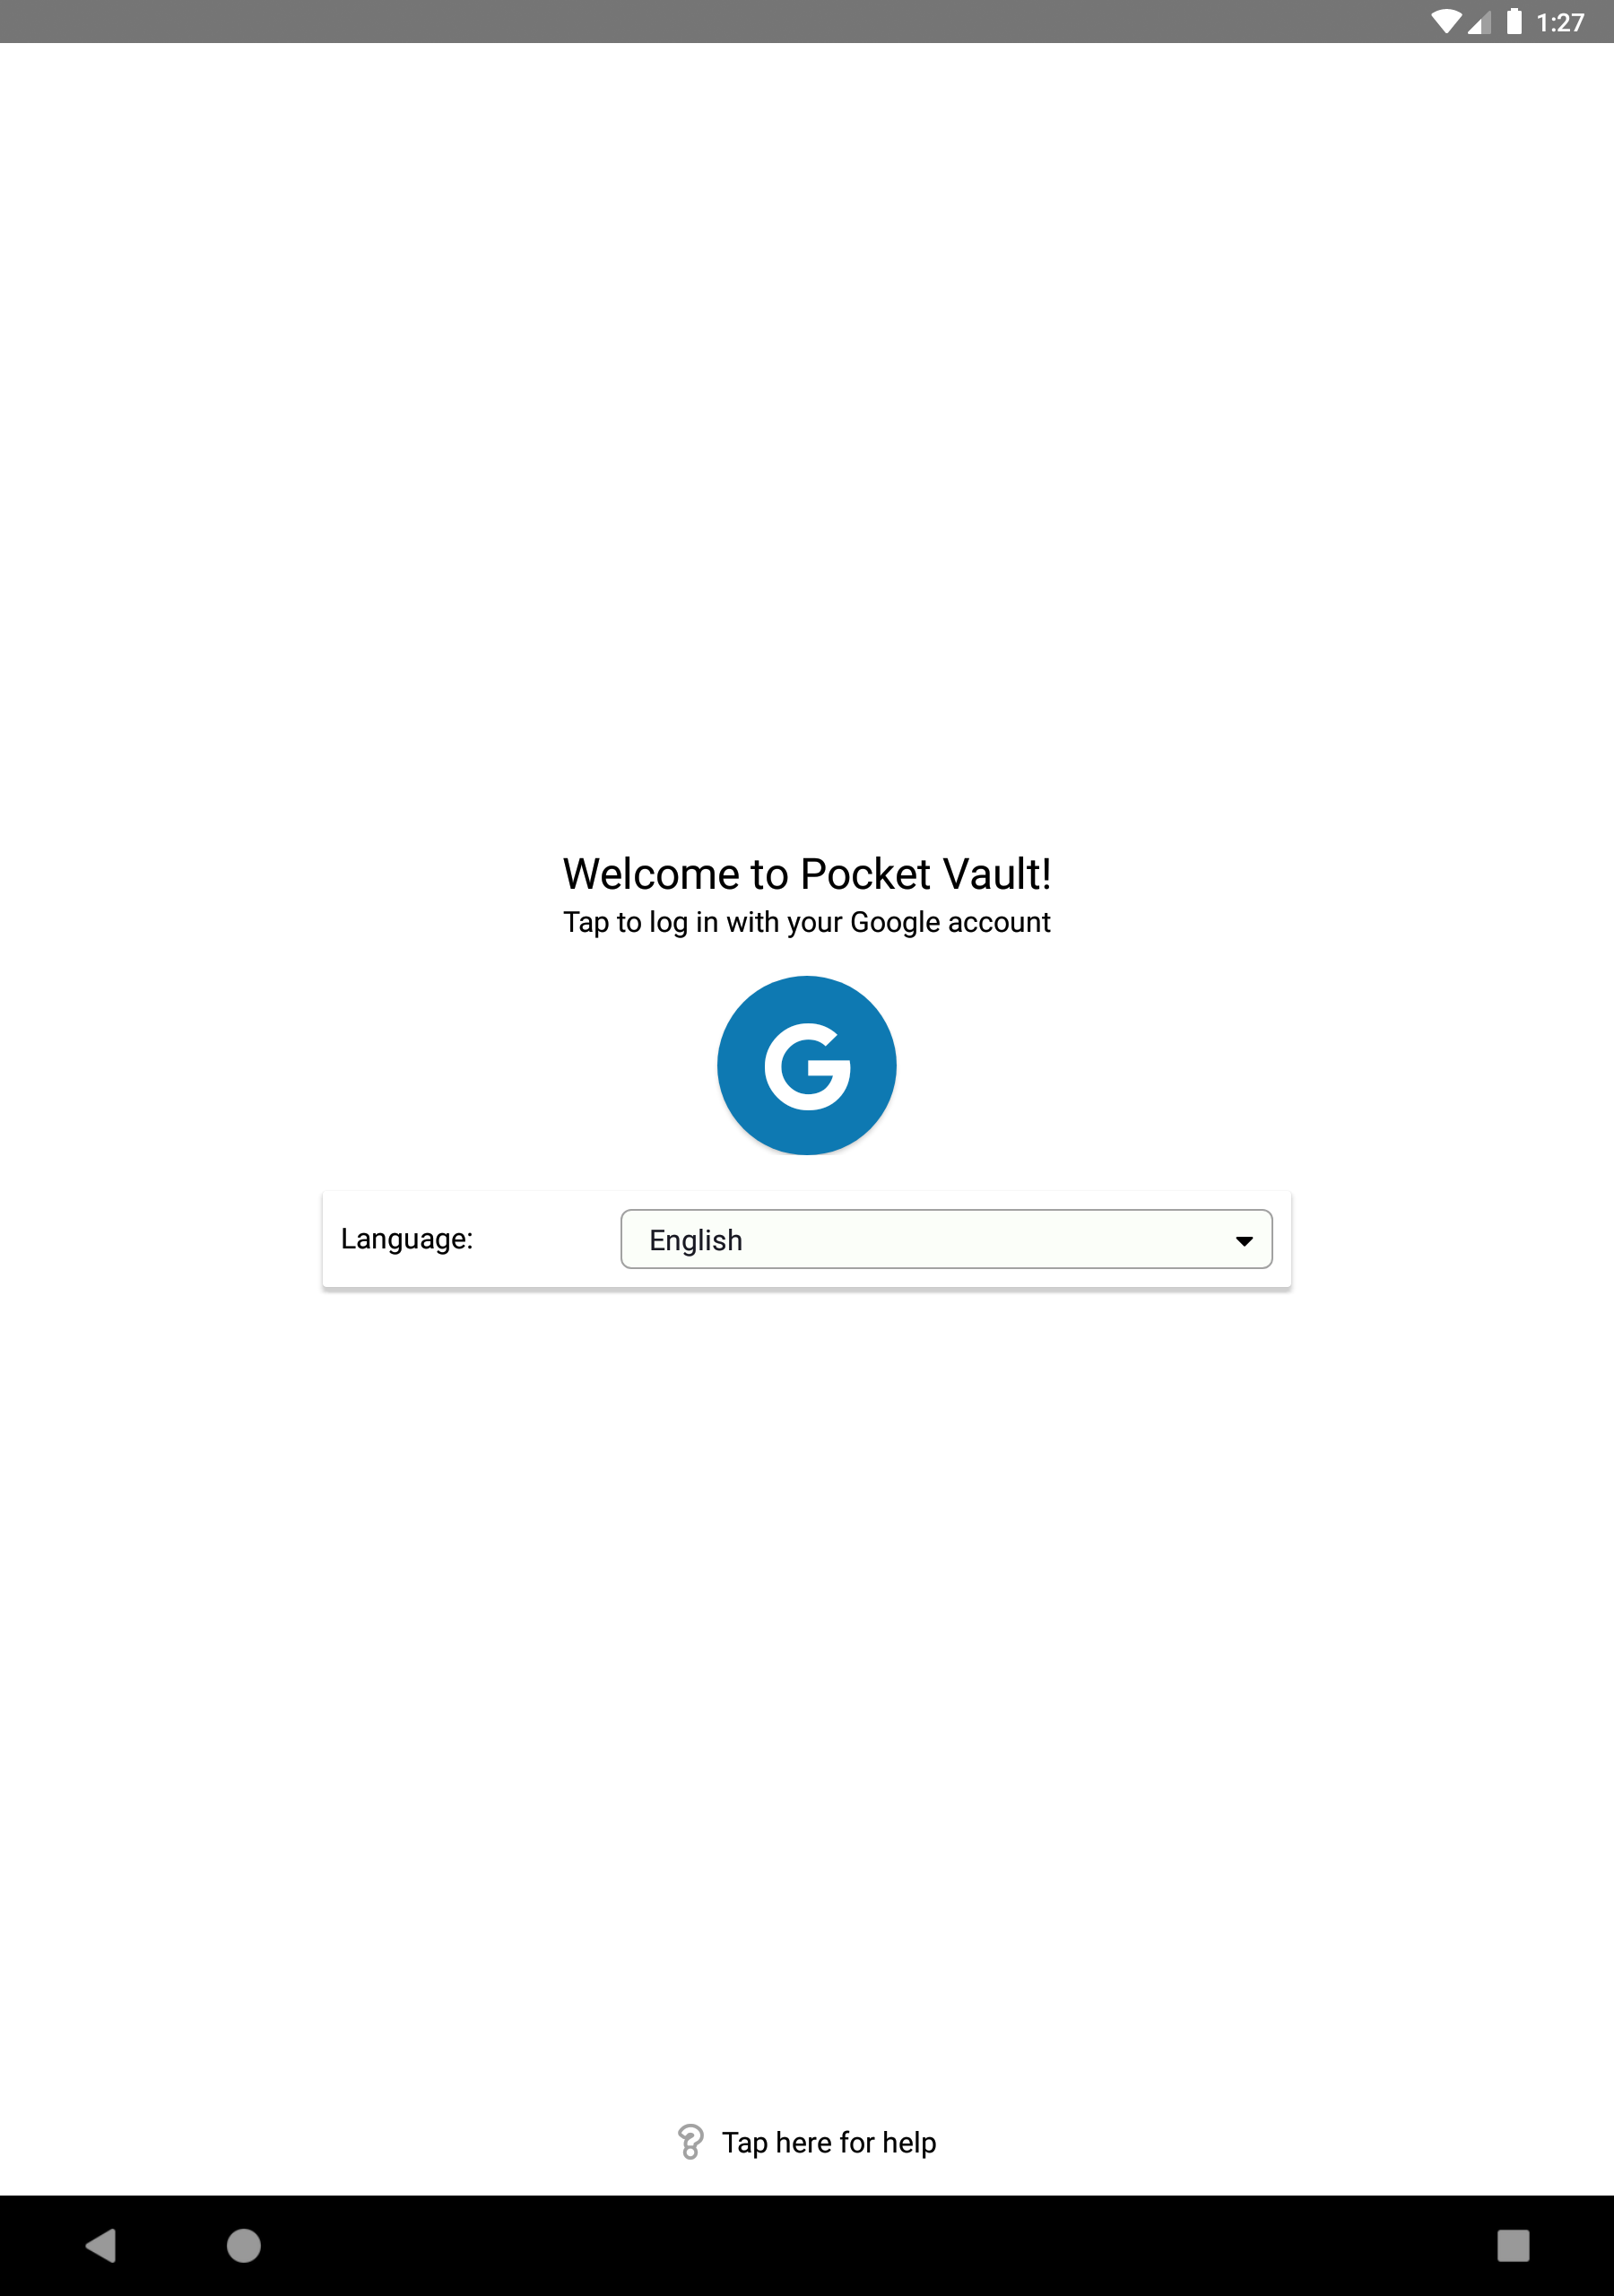 1:27
Welcome to Pocket Vault!
Tap to log in with your Google account
G
Language:
English
Tap here for help